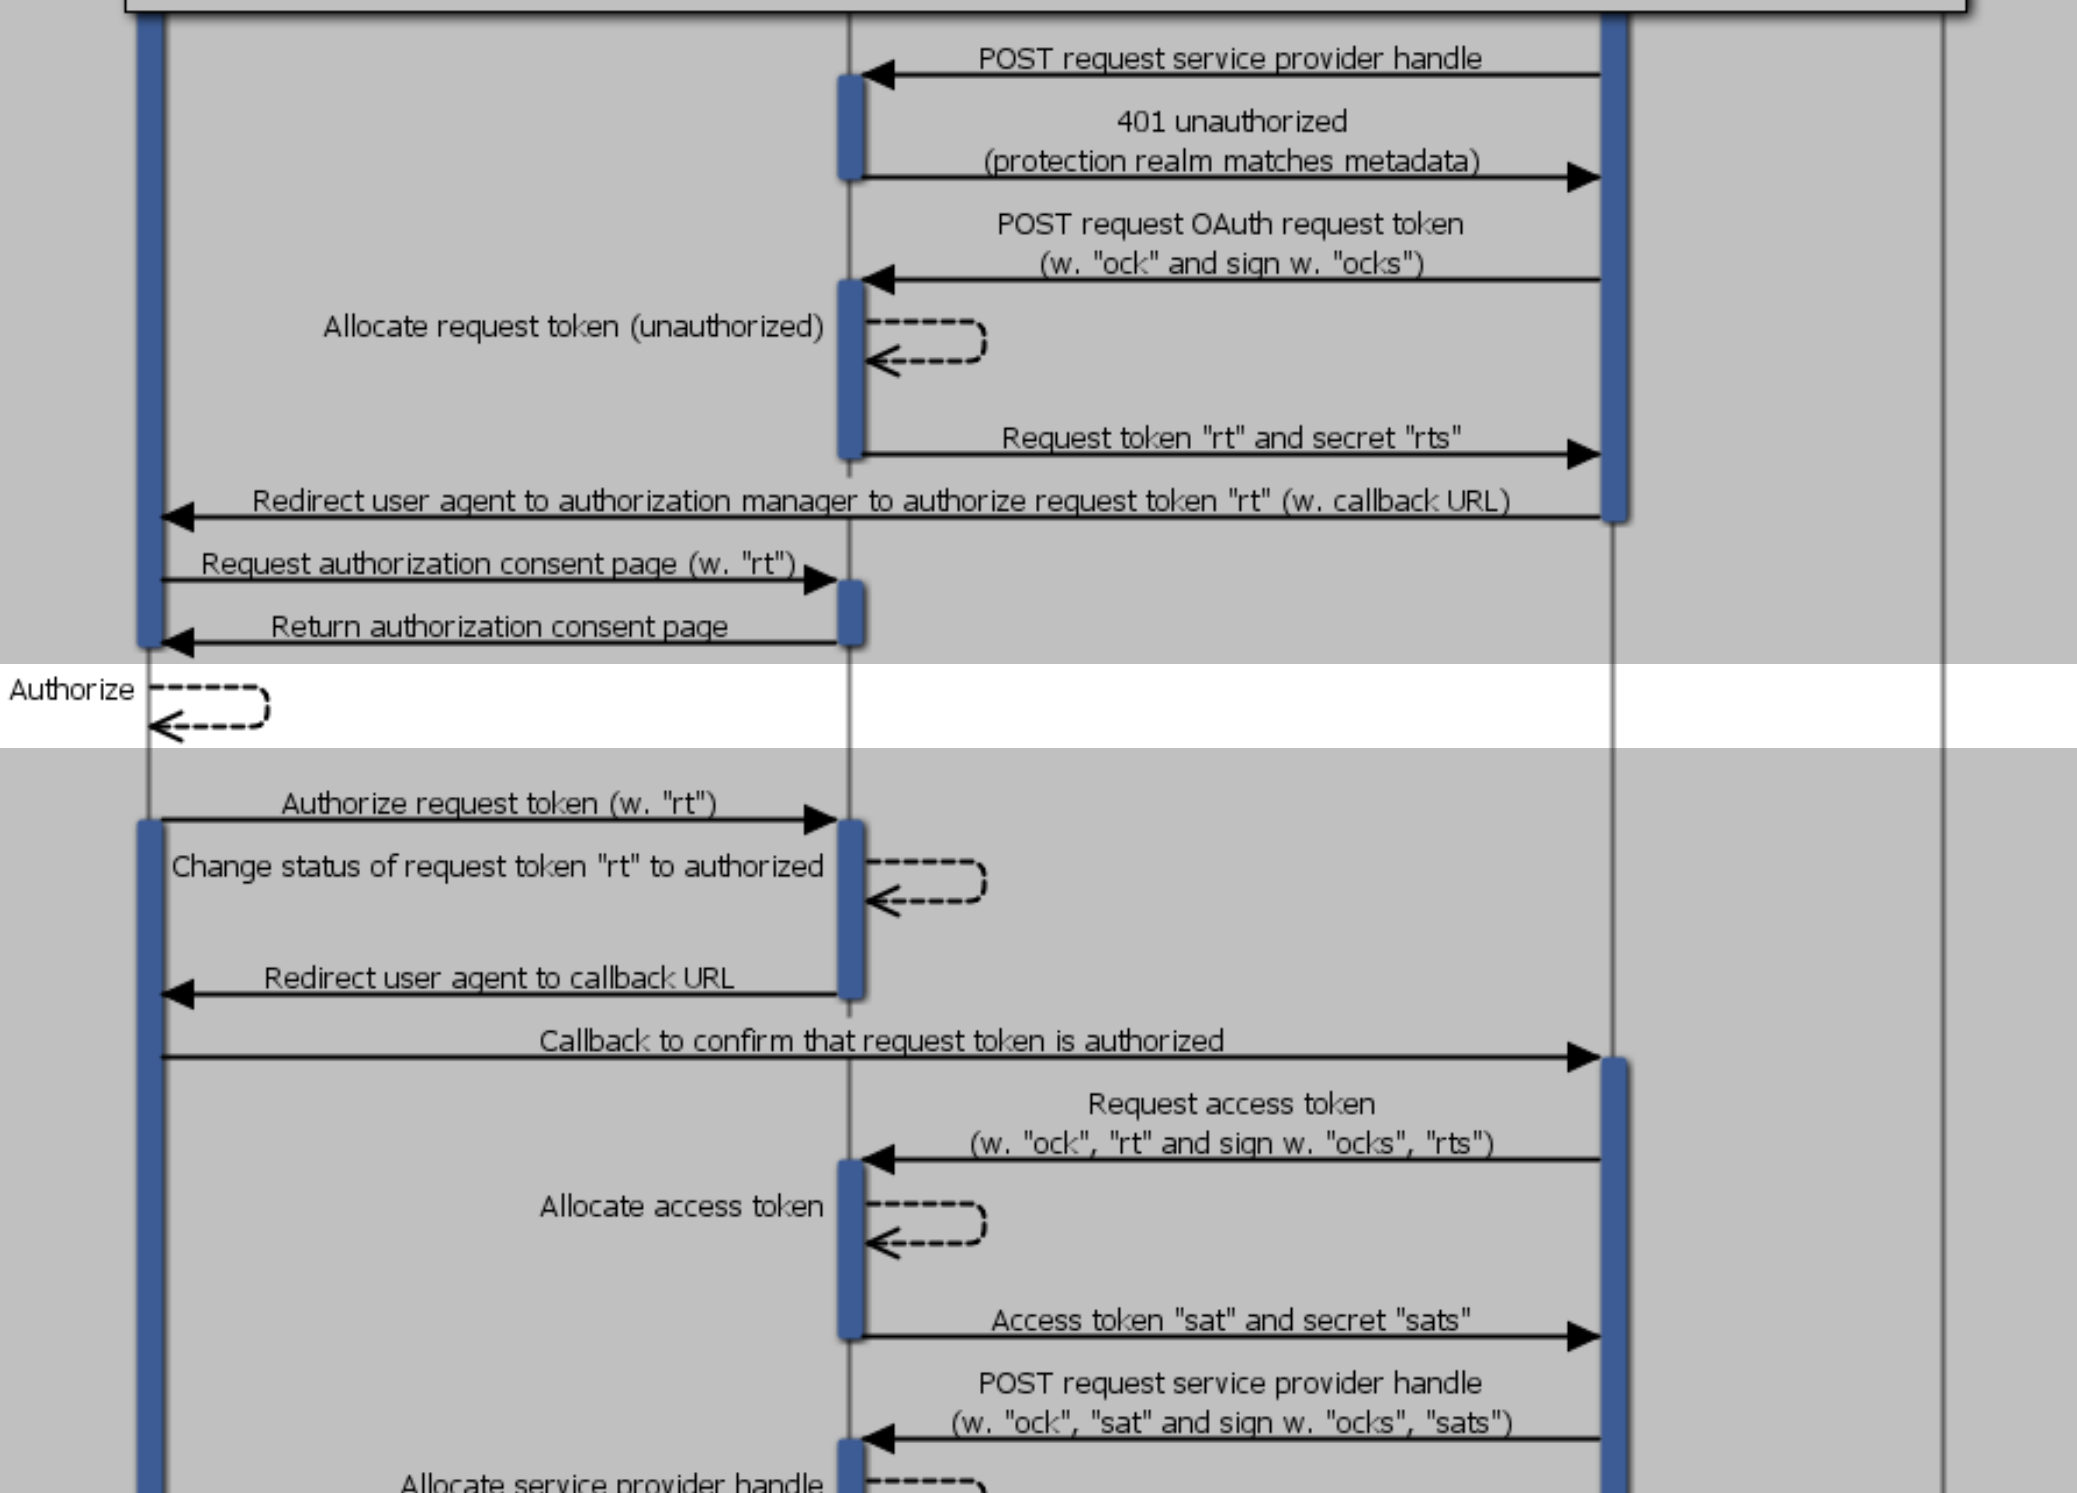 POST request service provider handle
401 unauthorized
(protection realm matches metadata)
POST request OAuth request token
(w. "ock" and sign w. "ocks")
Allocate request token (unauthorized)
Request token "rt" and secret "rts"
Redirect user agent to authorization manager to authorize request token "rt" (w. callback URL)
Request authorization consent page (w. "rt")
Return authorization consent page
Authorize
Authorize request token (w. "rt")
Change status of request token "rt" to authorized
Redirect user agent to callback URL
Callback to confirm that request token is authorized
Request access token
(w. "ock", "rt" and sign w. "ocks", "rts")
Allocate access token
Access token "sat" and secret "sats"
POST request service provider handle
(w. "ock", "sat" and sign w. "ocks", "sats")
Allocate service provider handle